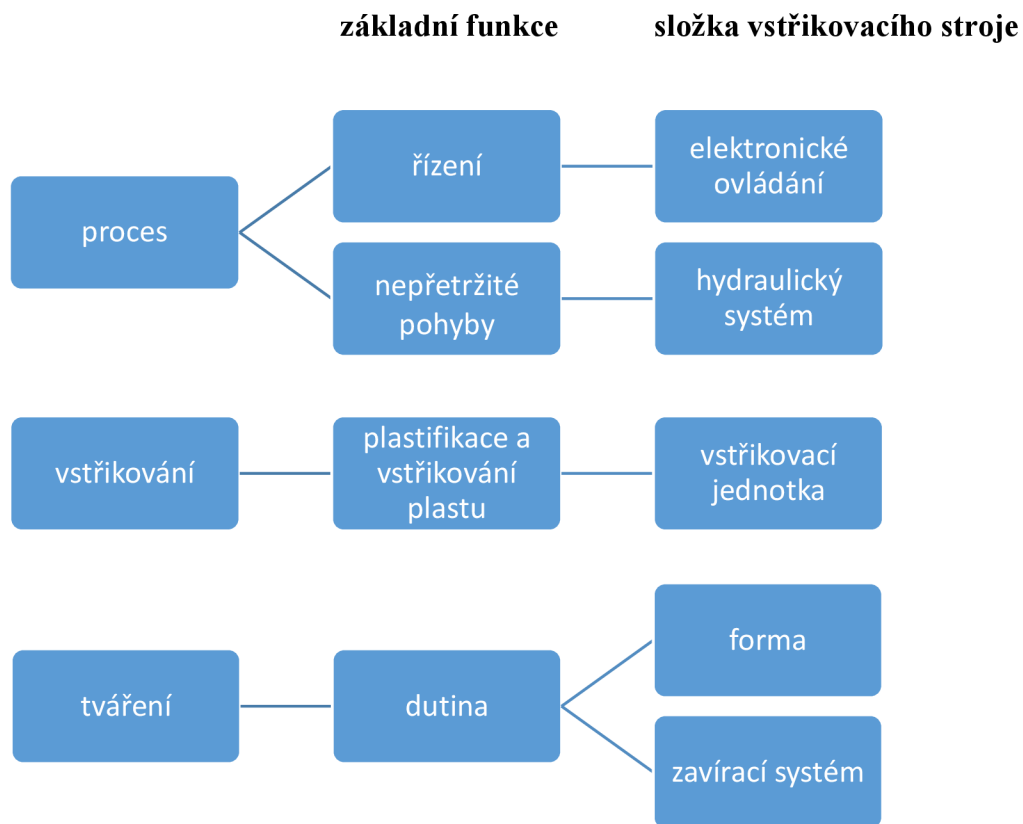 základní funkce
složka vstřikovacího stroje
proces
řízení
elektronické
ovládání
nepřetržité
pohyby
hydraulický
systém
vstřikování
plastifikace a
vstřikování
plastu
vstřikovací
jednotka
tváření
dutina
forma
zavírací systém